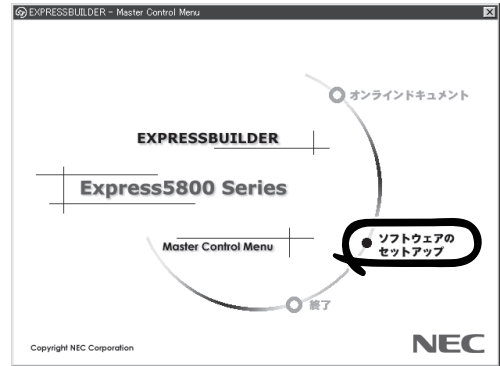 EXPRESSBUILDER - Master Control Menu
オンラインドキュメント
EXPRESSBUILDER
Express5800 Series
Master Control Menu
ソフトウェアの
セットアップ
終了
Copyright NEC Corporation
NEC